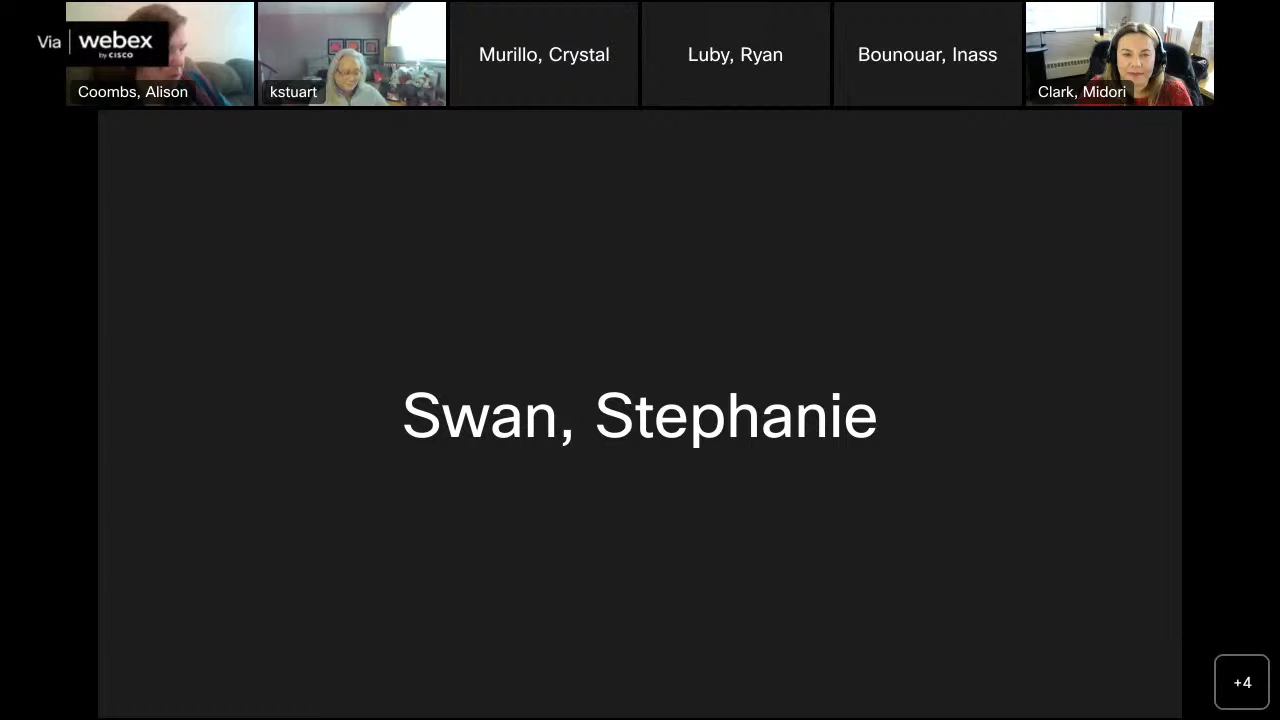 Via webex
by CISCO
Coombs, Alison
kstuart
Murillo, Crystal
Luby, Ryan
Bounouar, Inass
Clark, Midori
Swan, Stephanie
+4